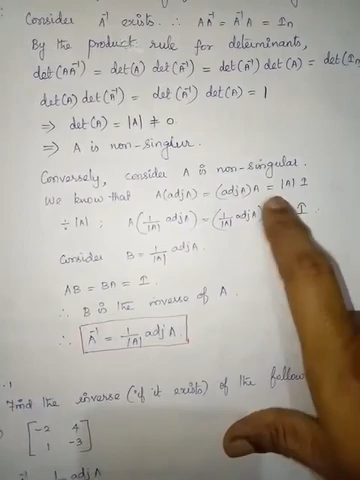 Consider A⁻¹ exists. ∴ AA⁻¹ = A⁻¹A = In
By the product rule for determinants,
det(AA⁻¹) = det(A) det(A⁻¹) = det(A⁻¹) det(A) = det(In
det(A) det(A⁻¹) = det(A⁻¹) det(A) = 1
⇒ det(A) = |A| ≠ 0.
⇒ A is non-singular.
Conversely, consider A is non-singular.
We know that A(adjA) = (adjA)A = |A| I
÷ |A| ; A(1/|A| adjA) = (1/|A| adjA) I.
Consider B = 1/|A| adjA.
AB = BA = I.
∴ B is the inverse of A.
∴ A⁻¹ = 1/|A| adj A.
:1
Find the inverse (if it exists) of the follow
[-2 4
1 -3]
1/|A| adjA